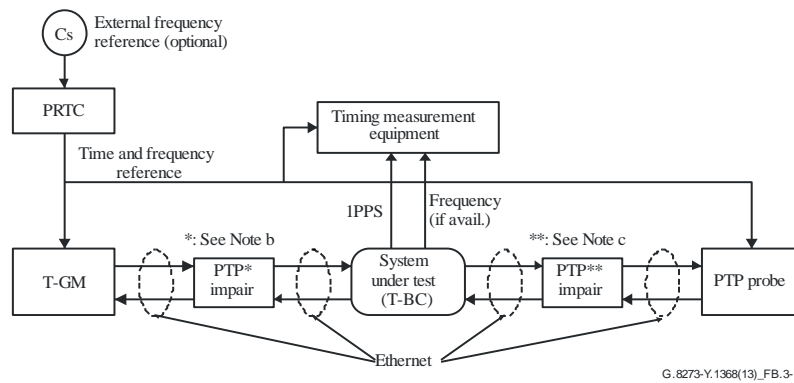 Cs
External frequency
reference (optional)
PRTC
Timing measurement
equipment
Time and frequency
reference
1PPS
Frequency
(if avail.)
*: See Note b
**: See Note c
T-GM
PTP*
impair
System
under test
(T-BC)
PTP**
impair
PTP probe
Ethernet
G.8273-Y.1368(13)_FB.3-